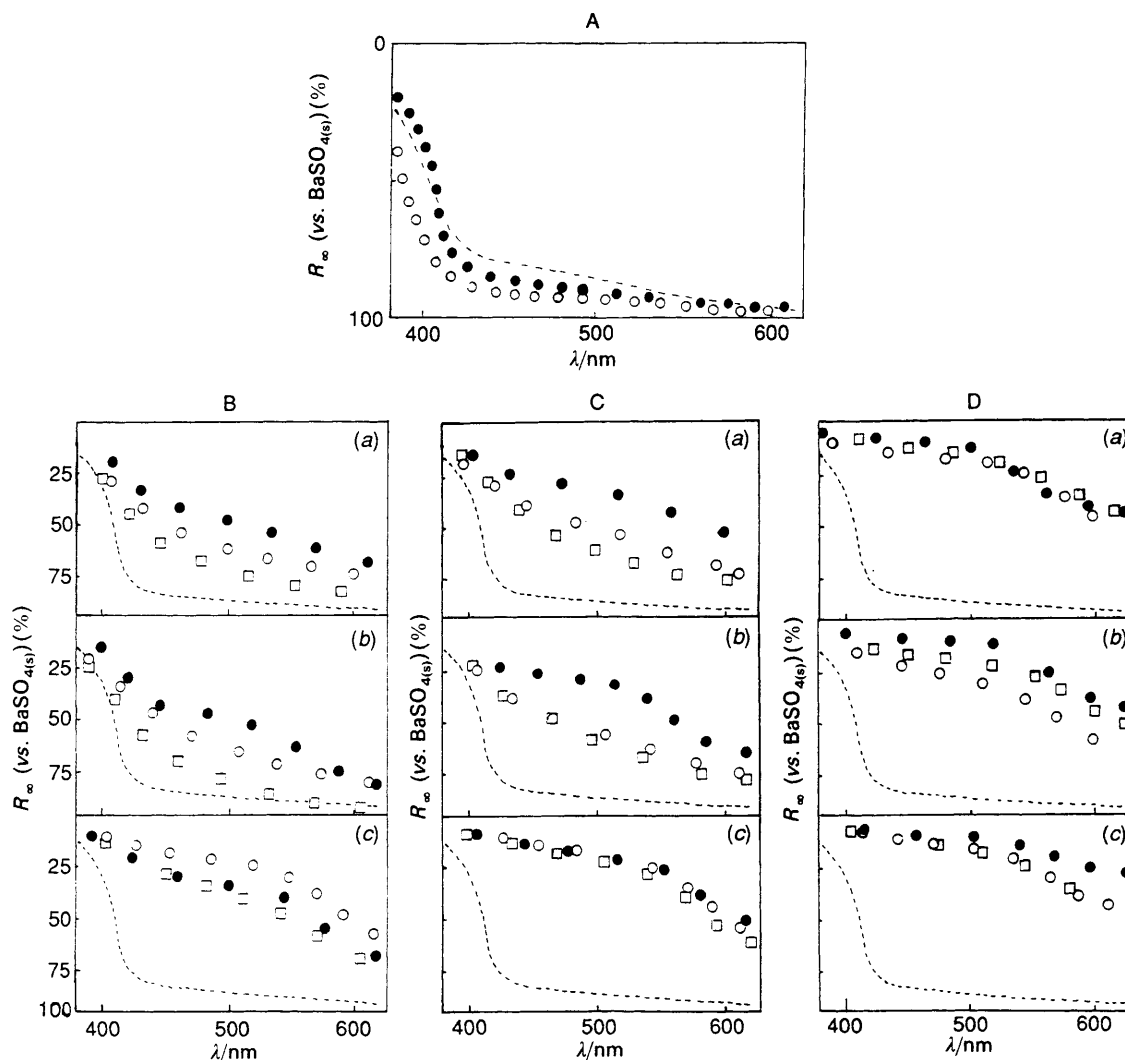 A
0
R∞ (vs. BaSO4(s)) (%)
100
400 500 600
λ/nm
B C D
(a) (a) (a)
25
50
75
(b) (b) (b)
25
50
75
R∞ (vs. BaSO4(s)) (%) R∞ (vs. BaSO4(s)) (%) R∞ (vs. BaSO4(s)) (%)
(c) (c) (c)
25
50
75
100
400 500 600 400 500 600 400 500 600
λ/nm λ/nm λ/nm